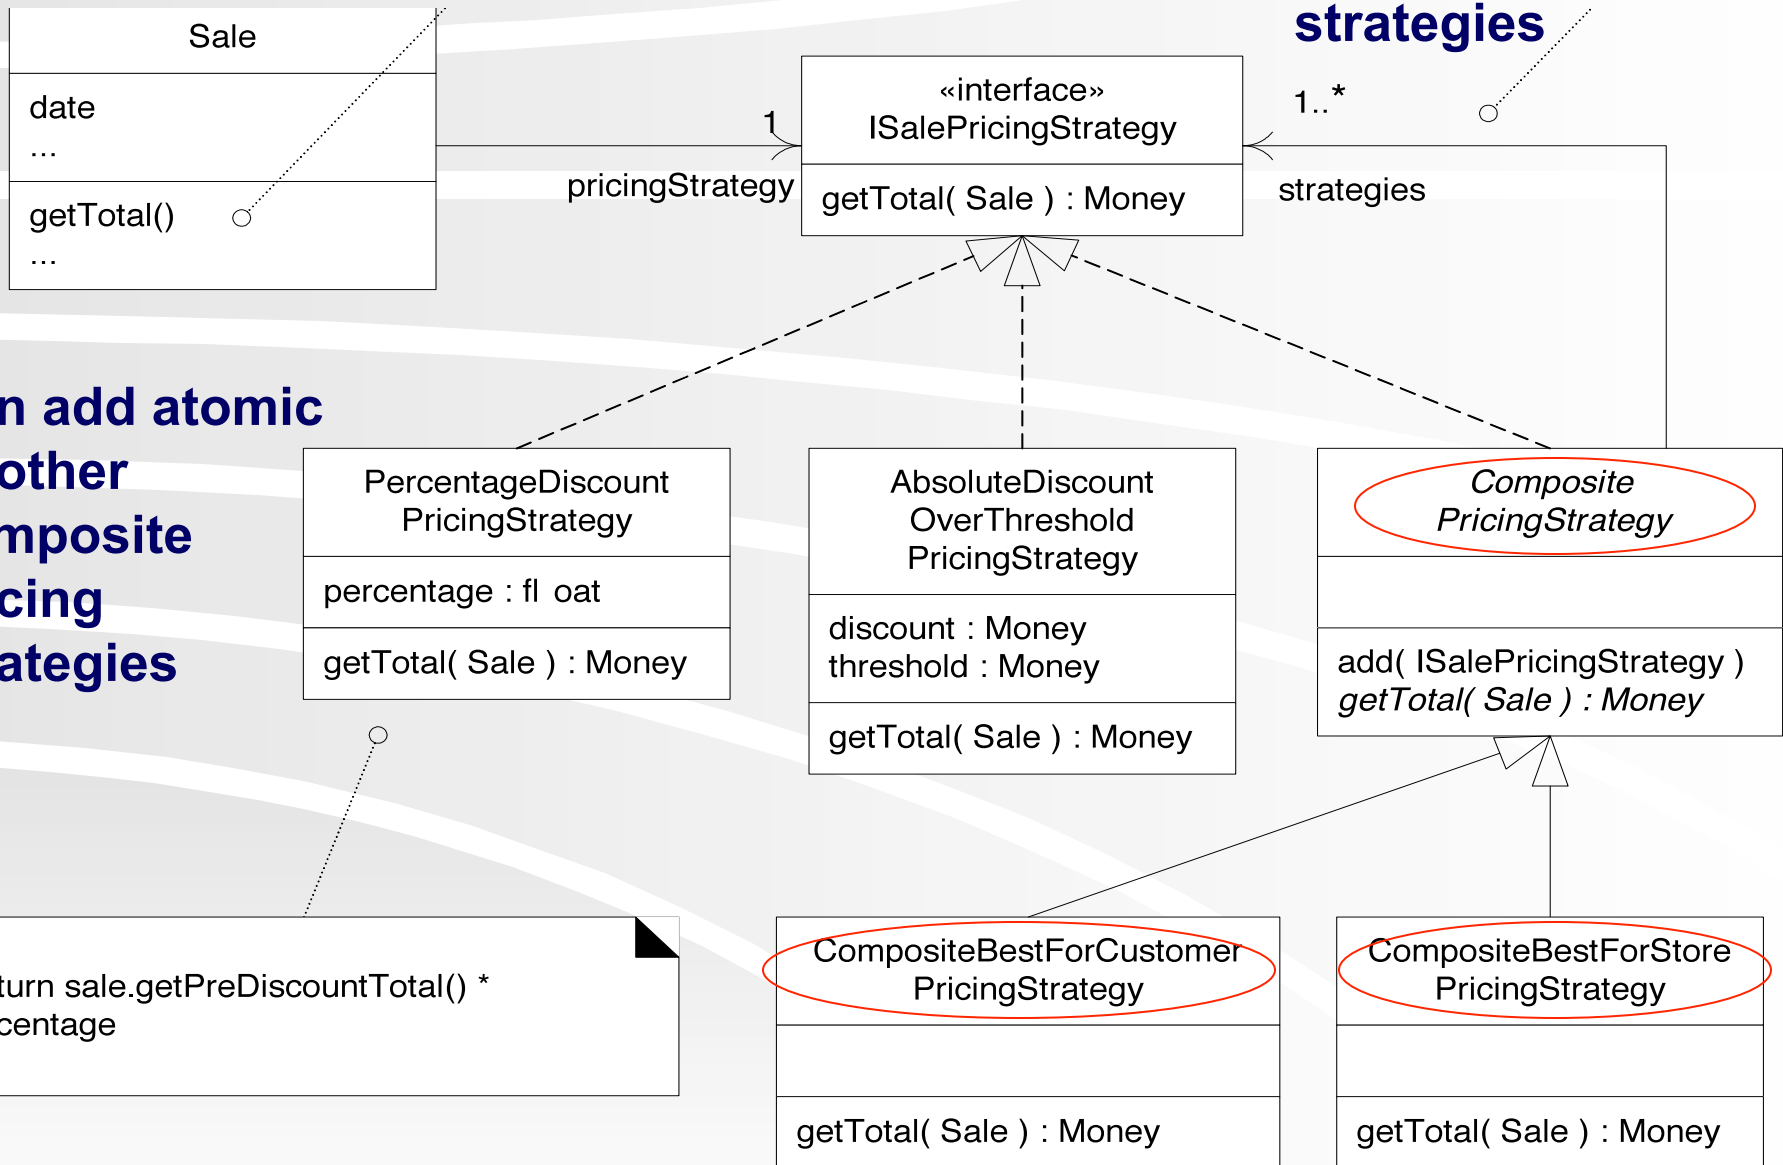 strategies
Sale
date
...
getTotal()
...
1
pricingStrategy
«interface»
ISalePricingStrategy
getTotal( Sale ) : Money
1..*
strategies
n add atomic
other
mposite
cing
ategies
PercentageDiscount
PricingStrategy
percentage : fl oat
getTotal( Sale ) : Money
AbsoluteDiscount
OverThreshold
PricingStrategy
discount : Money
threshold : Money
getTotal( Sale ) : Money
Composite
PricingStrategy
add( ISalePricingStrategy )
getTotal( Sale ) : Money
turn sale.getPreDiscountTotal() *
centage
CompositeBestForCustomer
PricingStrategy
getTotal( Sale ) : Money
CompositeBestForStore
PricingStrategy
getTotal( Sale ) : Money